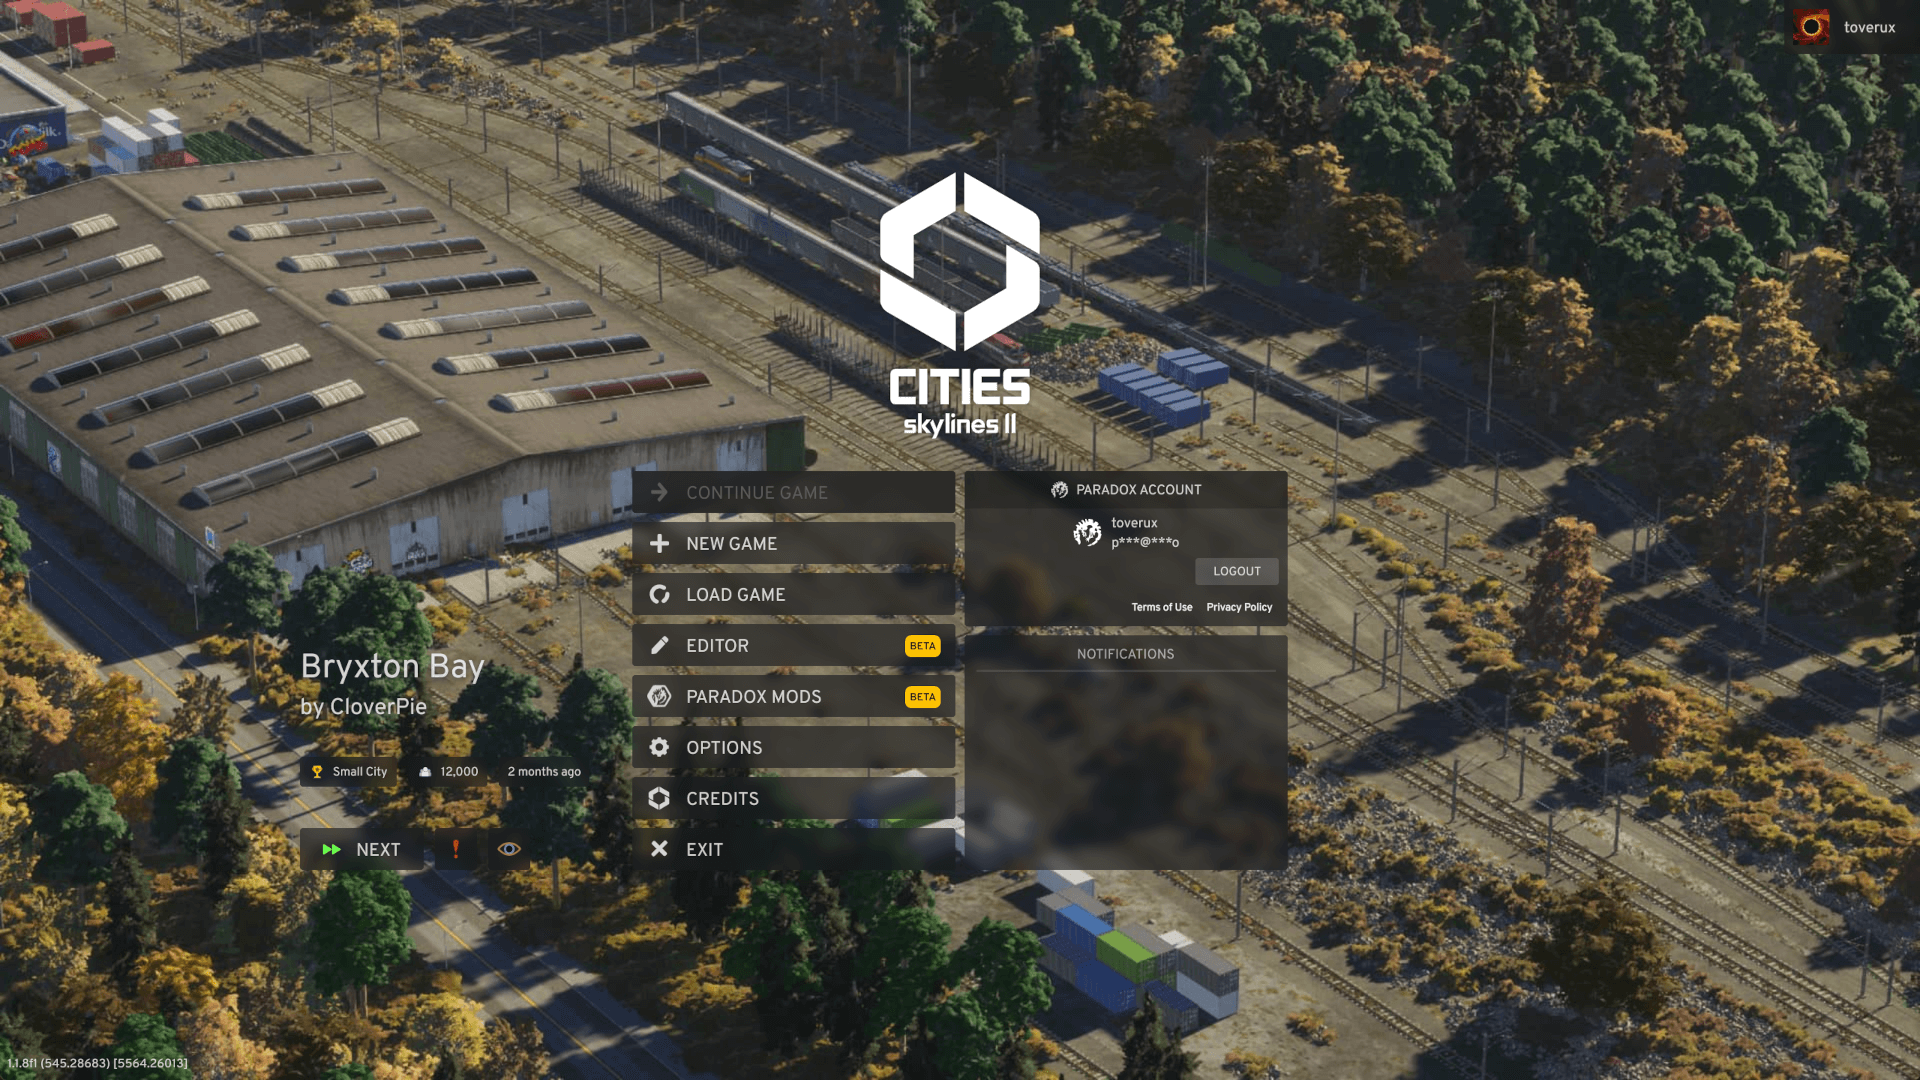 toverux
CITIES
skylines II
CONTINUE GAME
NEW GAME
LOAD GAME
EDITOR
BETA
PARADOX MODS
BETA
OPTIONS
CREDITS
EXIT
PARADOX ACCOUNT
toverux
p***@***o
LOGOUT
Terms of Use
Privacy Policy
NOTIFICATIONS
Bryxton Bay
by CloverPie
Small City
12,000
2 months ago
NEXT
1.1.8f1 (545.28683) [5564.26013]